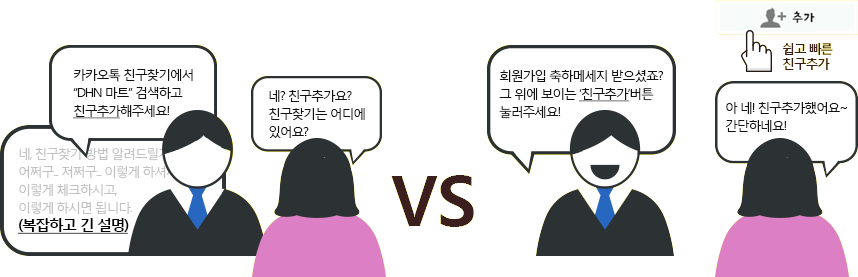 카카오톡 친구찾기에서
"DHN 마트" 검색하고
친구추가해주세요!
네? 친구추가요?
친구찾기는 어디에
있어요?
네, 친구찾기 방법 알려드릴
어쩌구.. 저쩌구.. 이렇게 하셔
이렇게 체크하시고,
이렇게 하시면 됩니다.
(복잡하고 긴 설명)
VS
회원가입 축하메세지 받으셨죠?
그 위에 보이는 '친구추가'버튼
눌러주세요!
추가
쉽고 빠른
친구추가
아 네! 친구추가했어요~
간단하네요!